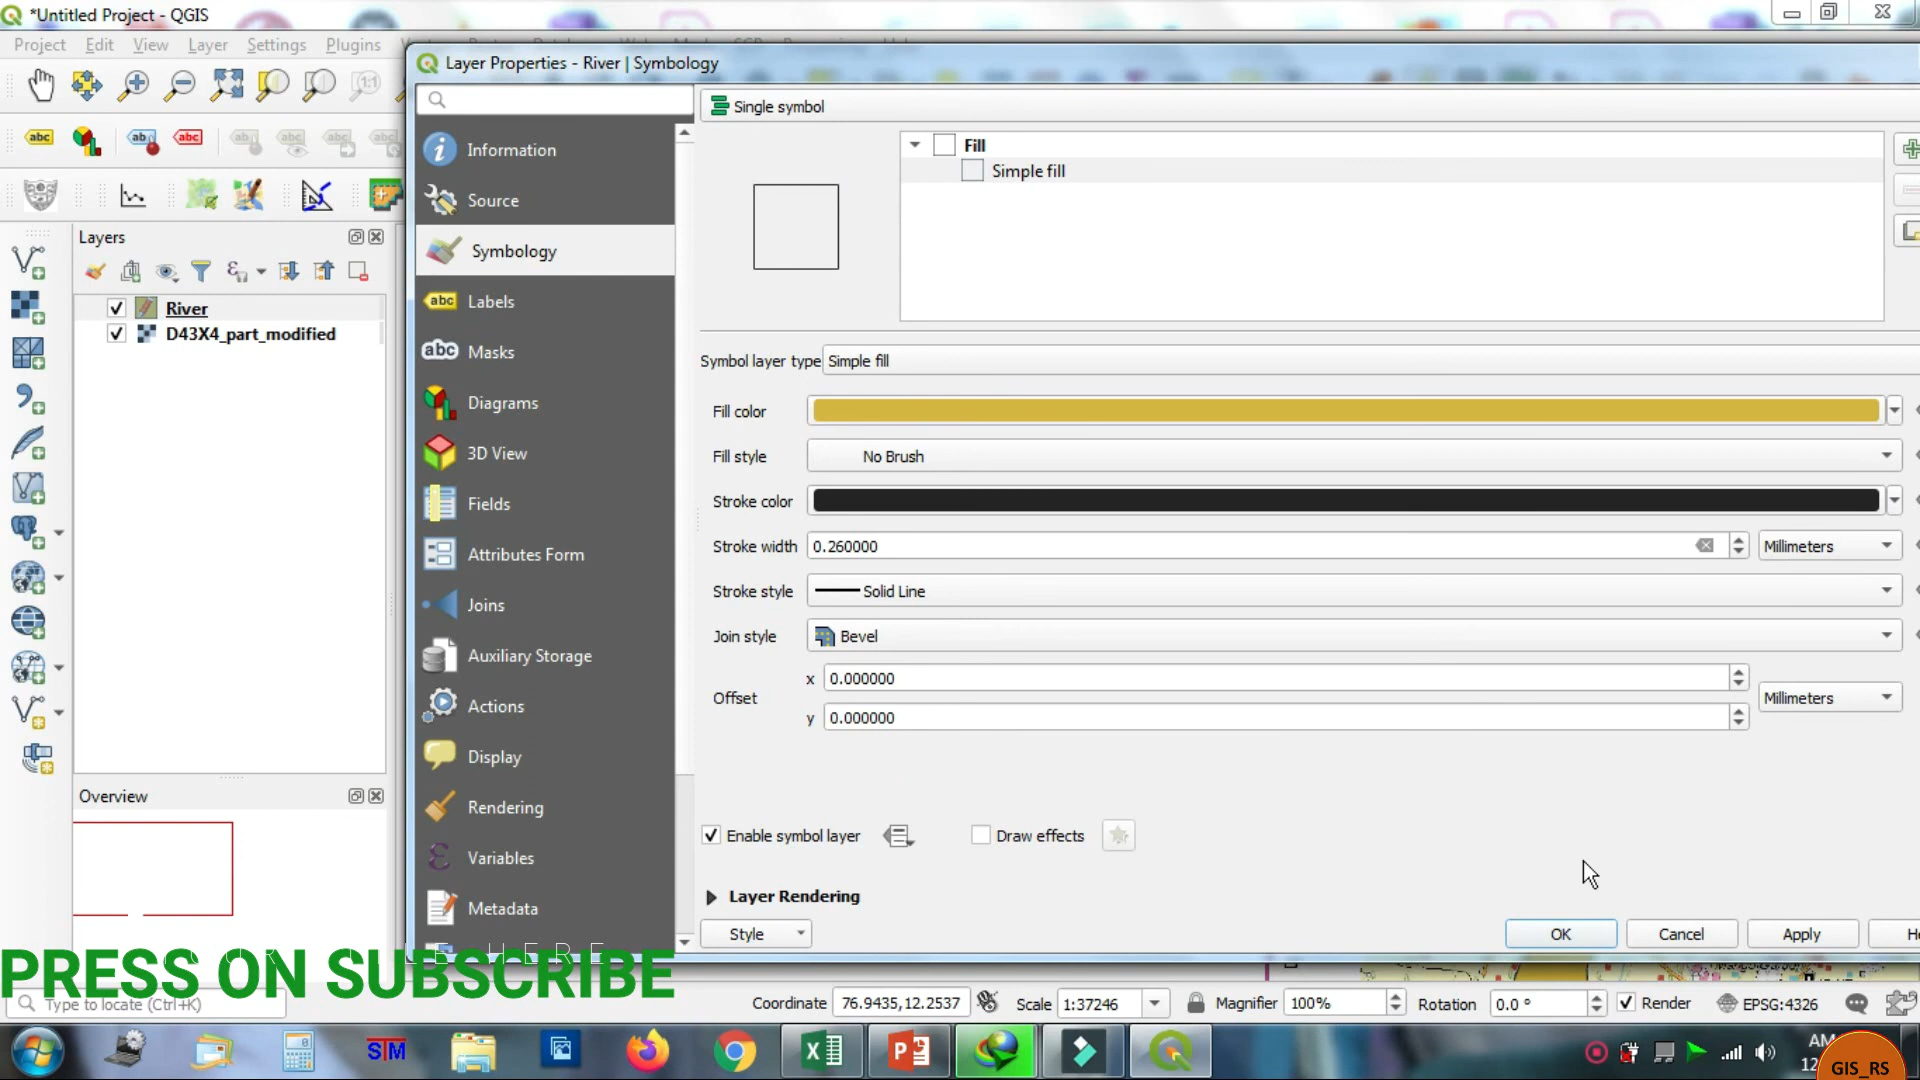 *Untitled Project - QGIS
Project Edit View Layer Settings Plugins
Layer Properties - River | Symbology
Single symbol
Information
Source
Symbology
Labels
Masks
Diagrams
3D View
Fields
Attributes Form
Joins
Auxiliary Storage
Actions
Display
Rendering
Variables
Metadata
Fill
Simple fill
Symbol layer type Simple fill
Fill color
Fill style No Brush
Stroke color
Stroke width 0.260000 Millimeters
Stroke style Solid Line
Join style Bevel
Offset x 0.000000 Millimeters
y 0.000000
Enable symbol layer Draw effects
Layer Rendering
Style OK Cancel Apply
Layers
River
D43X4_part_modified
Overview
PRESS ON SUBSCRIBE
HERE
Type to locate (Ctrl+K)
Coordinate 76.9435,12.2537 Scale 1:37246 Magnifier 100% Rotation 0.0 ° Render EPSG:4326
STM
GIS_RS